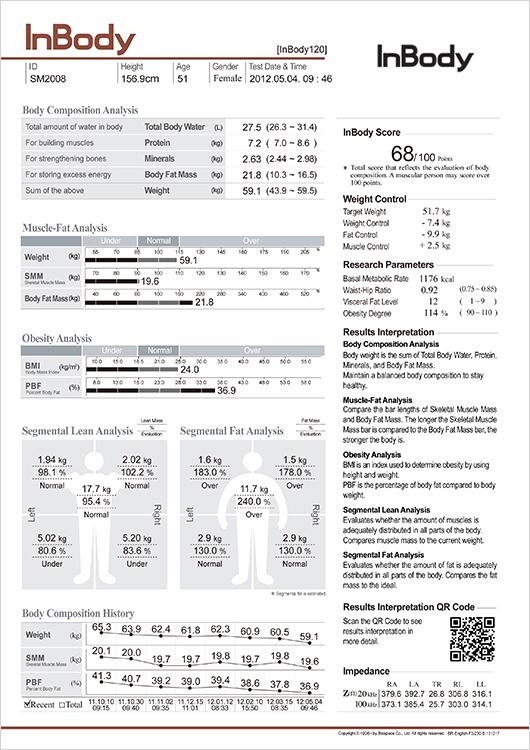 InBody
[InBody120]
InBody
ID Height Age Gender Test Date & Time
SM2008 156.9cm 51 Female 2012.05.04. 09 : 46
Body Composition Analysis
Total amount of water in body Total Body Water (L) 27.5 (26.3 ~ 31.4)
For building muscles Protein (kg) 7.2 ( 7.0 ~ 8.6 )
For strengthening bones Minerals (kg) 2.63 (2.44 ~ 2.98)
For storing excess energy Body Fat Mass (kg) 21.8 (10.3 ~ 16.5)
Sum of the above Weight (kg) 59.1 (43.9 ~ 59.5)
Muscle-Fat Analysis
Under Normal Over
Weight (kg) 55 70 85 100 115 130 145 160 175 190 205 %
59.1
SMM (kg) 70 80 90 100 110 120 130 140 150 160 170 %
Skeletal Muscle Mass
19.6
Body Fat Mass (kg) 40 60 80 100 160 220 280 340 400 460 520 %
21.8
Obesity Analysis
Under Normal Over
BMI (kg/m²) 10.0 15.0 18.5 21.0 25.0 30.0 35.0 40.0 45.0 50.0 55.0
Body Mass Index
24.0
PBF (%) 8.0 13.0 18.0 23.0 28.0 33.0 38.0 43.0 48.0 53.0 58.0
Percent Body Fat
36.9
Segmental Lean Analysis
Lean Mass
%
Evaluation
1.94 kg 2.02 kg
98.1 % 102.2 %
Normal Normal
17.7 kg
95.4 %
Normal
Left Right
5.02 kg 5.20 kg
80.6 % 83.6 %
Under Under
Segmental Fat Analysis
Fat Mass
%
Evaluation
1.6 kg 1.5 kg
183.0 % 178.0 %
Over Over
11.7 kg
240.0 %
Over
Left Right
2.9 kg 2.9 kg
130.0 % 130.0 %
Normal Normal
* Segmental fat is estimated
Body Composition History
Weight (kg) 65.3 63.9 62.4 61.8 62.3 60.9 60.5 59.1
SMM (kg) 20.1 20.0 19.7 19.7 19.8 19.7 19.8 19.6
Skeletal Muscle Mass
PBF (%) 41.3 40.7 39.2 39.0 39.4 38.6 37.8 36.9
Percent Body Fat
Recent Total 11.10.10 11.10.30 11.11.02 11.12.15 12.01.12 12.02.10 12.03.15 12.05.04
09:15 09:40 09:35 11:01 08:33 15:50 08:35 09:46
InBody Score
68/100 Points
* Total score that reflects the evaluation of body
composition. A muscular person may score over
100 points.
Weight Control
Target Weight 51.7 kg
Weight Control - 7.4 kg
Fat Control - 9.9 kg
Muscle Control + 2.5 kg
Research Parameters
Basal Metabolic Rate 1176 kcal
Waist-Hip Ratio 0.92 (0.75~0.85)
Visceral Fat Level 12 ( 1~9 )
Obesity Degree 114 % ( 90~110 )
Results Interpretation
Body Composition Analysis
Body weight is the sum of Total Body Water, Protein,
Minerals, and Body Fat Mass.
Maintain a balanced body composition to stay
healthy.
Muscle-Fat Analysis
Compare the bar lengths of Skeletal Muscle Mass
and Body Fat Mass. The longer the Skeletal Muscle
Mass bar is compared to the Body Fat Mass bar, the
stronger the body is.
Obesity Analysis
BMI is an index used to determine obesity by using
height and weight.
PBF is the percentage of body fat compared to body
weight.
Segmental Lean Analysis
Evaluates whether the amount of muscles is
adequately distributed in all parts of the body.
Compares muscle mass to the current weight.
Segmental Fat Analysis
Evaluates whether the amount of fat is adequately
distributed in all parts of the body. Compares the fat
mass to the ideal.
Results Interpretation QR Code
Scan the QR Code to see
results interpretation in
more detail.
Impedance
RA LA TR RL LL
Z(Ω) 20 kHz 379.6 392.7 26.8 306.8 316.1
100 kHz 373.1 385.4 25.7 303.0 314.1